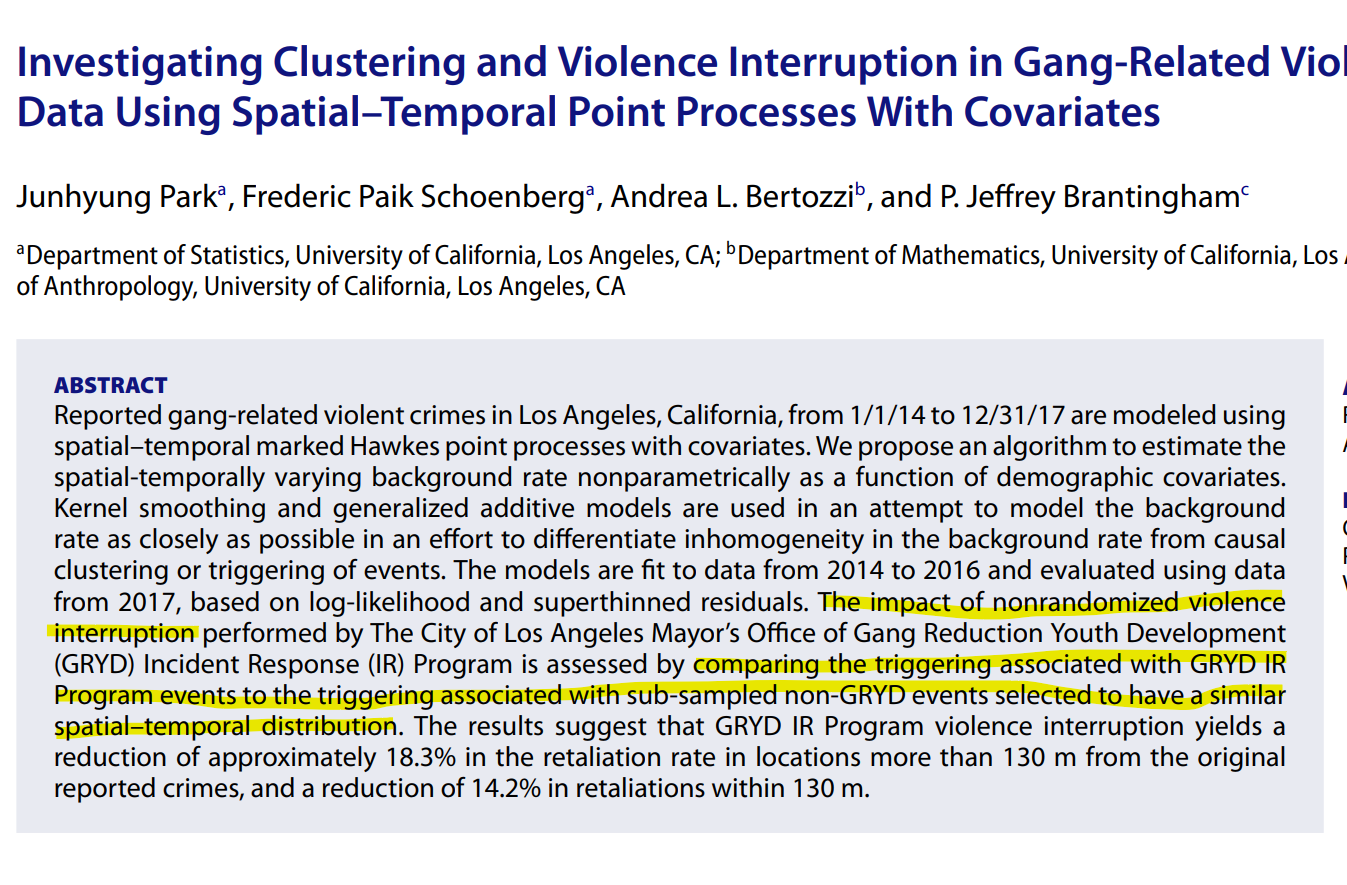 Investigating Clustering and Violence Interruption in Gang-Related
Data Using Spatial–Temporal Point Processes With Covariates
Junhyung Parkᵃ, Frederic Paik Schoenbergᵃ, Andrea L. Bertozziᵇ, and P. Jeffrey Brantinghamᶜ
ᵃDepartment of Statistics, University of California, Los Angeles, CA; ᵇDepartment of Mathematics, University of California, Los
of Anthropology, University of California, Los Angeles, CA
ABSTRACT
Reported gang-related violent crimes in Los Angeles, California, from 1/1/14 to 12/31/17 are modeled using
spatial–temporal marked Hawkes point processes with covariates. We propose an algorithm to estimate the
spatial-temporally varying background rate nonparametrically as a function of demographic covariates.
Kernel smoothing and generalized additive models are used in an attempt to model the background
rate as closely as possible in an effort to differentiate inhomogeneity in the background rate from causal
clustering or triggering of events. The models are fit to data from 2014 to 2016 and evaluated using data
from 2017, based on log-likelihood and superthinned residuals. The impact of nonrandomized violence
interruption performed by The City of Los Angeles Mayor’s Office of Gang Reduction Youth Development
(GRYD) Incident Response (IR) Program is assessed by comparing the triggering associated with GRYD IR
Program events to the triggering associated with sub-sampled non-GRYD events selected to have a similar
spatial–temporal distribution. The results suggest that GRYD IR Program violence interruption yields a
reduction of approximately 18.3% in the retaliation rate in locations more than 130 m from the original
reported crimes, and a reduction of 14.2% in retaliations within 130 m.